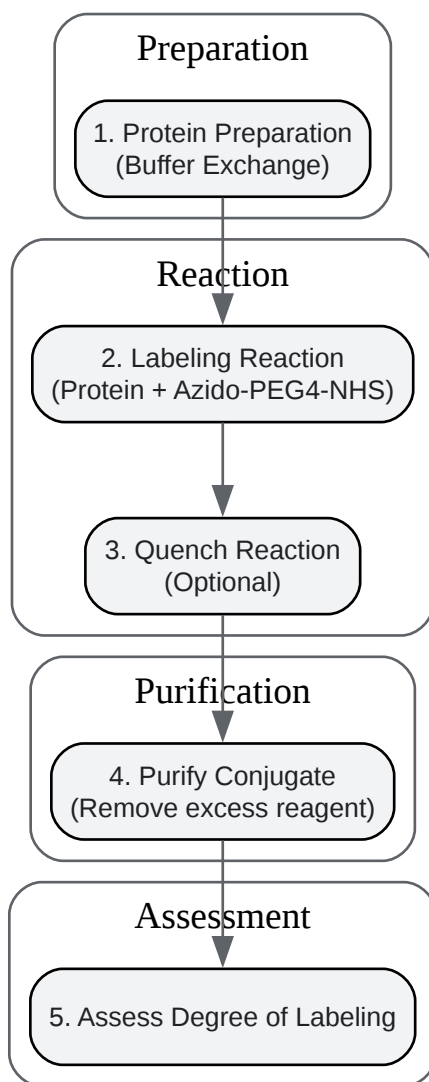 Preparation
1. Protein Preparation
(Buffer Exchange)
Reaction
2. Labeling Reaction
(Protein + Azido-PEG4-NHS)
3. Quench Reaction
(Optional)
Purification
4. Purify Conjugate
(Remove excess reagent)
Assessment
5. Assess Degree of Labeling